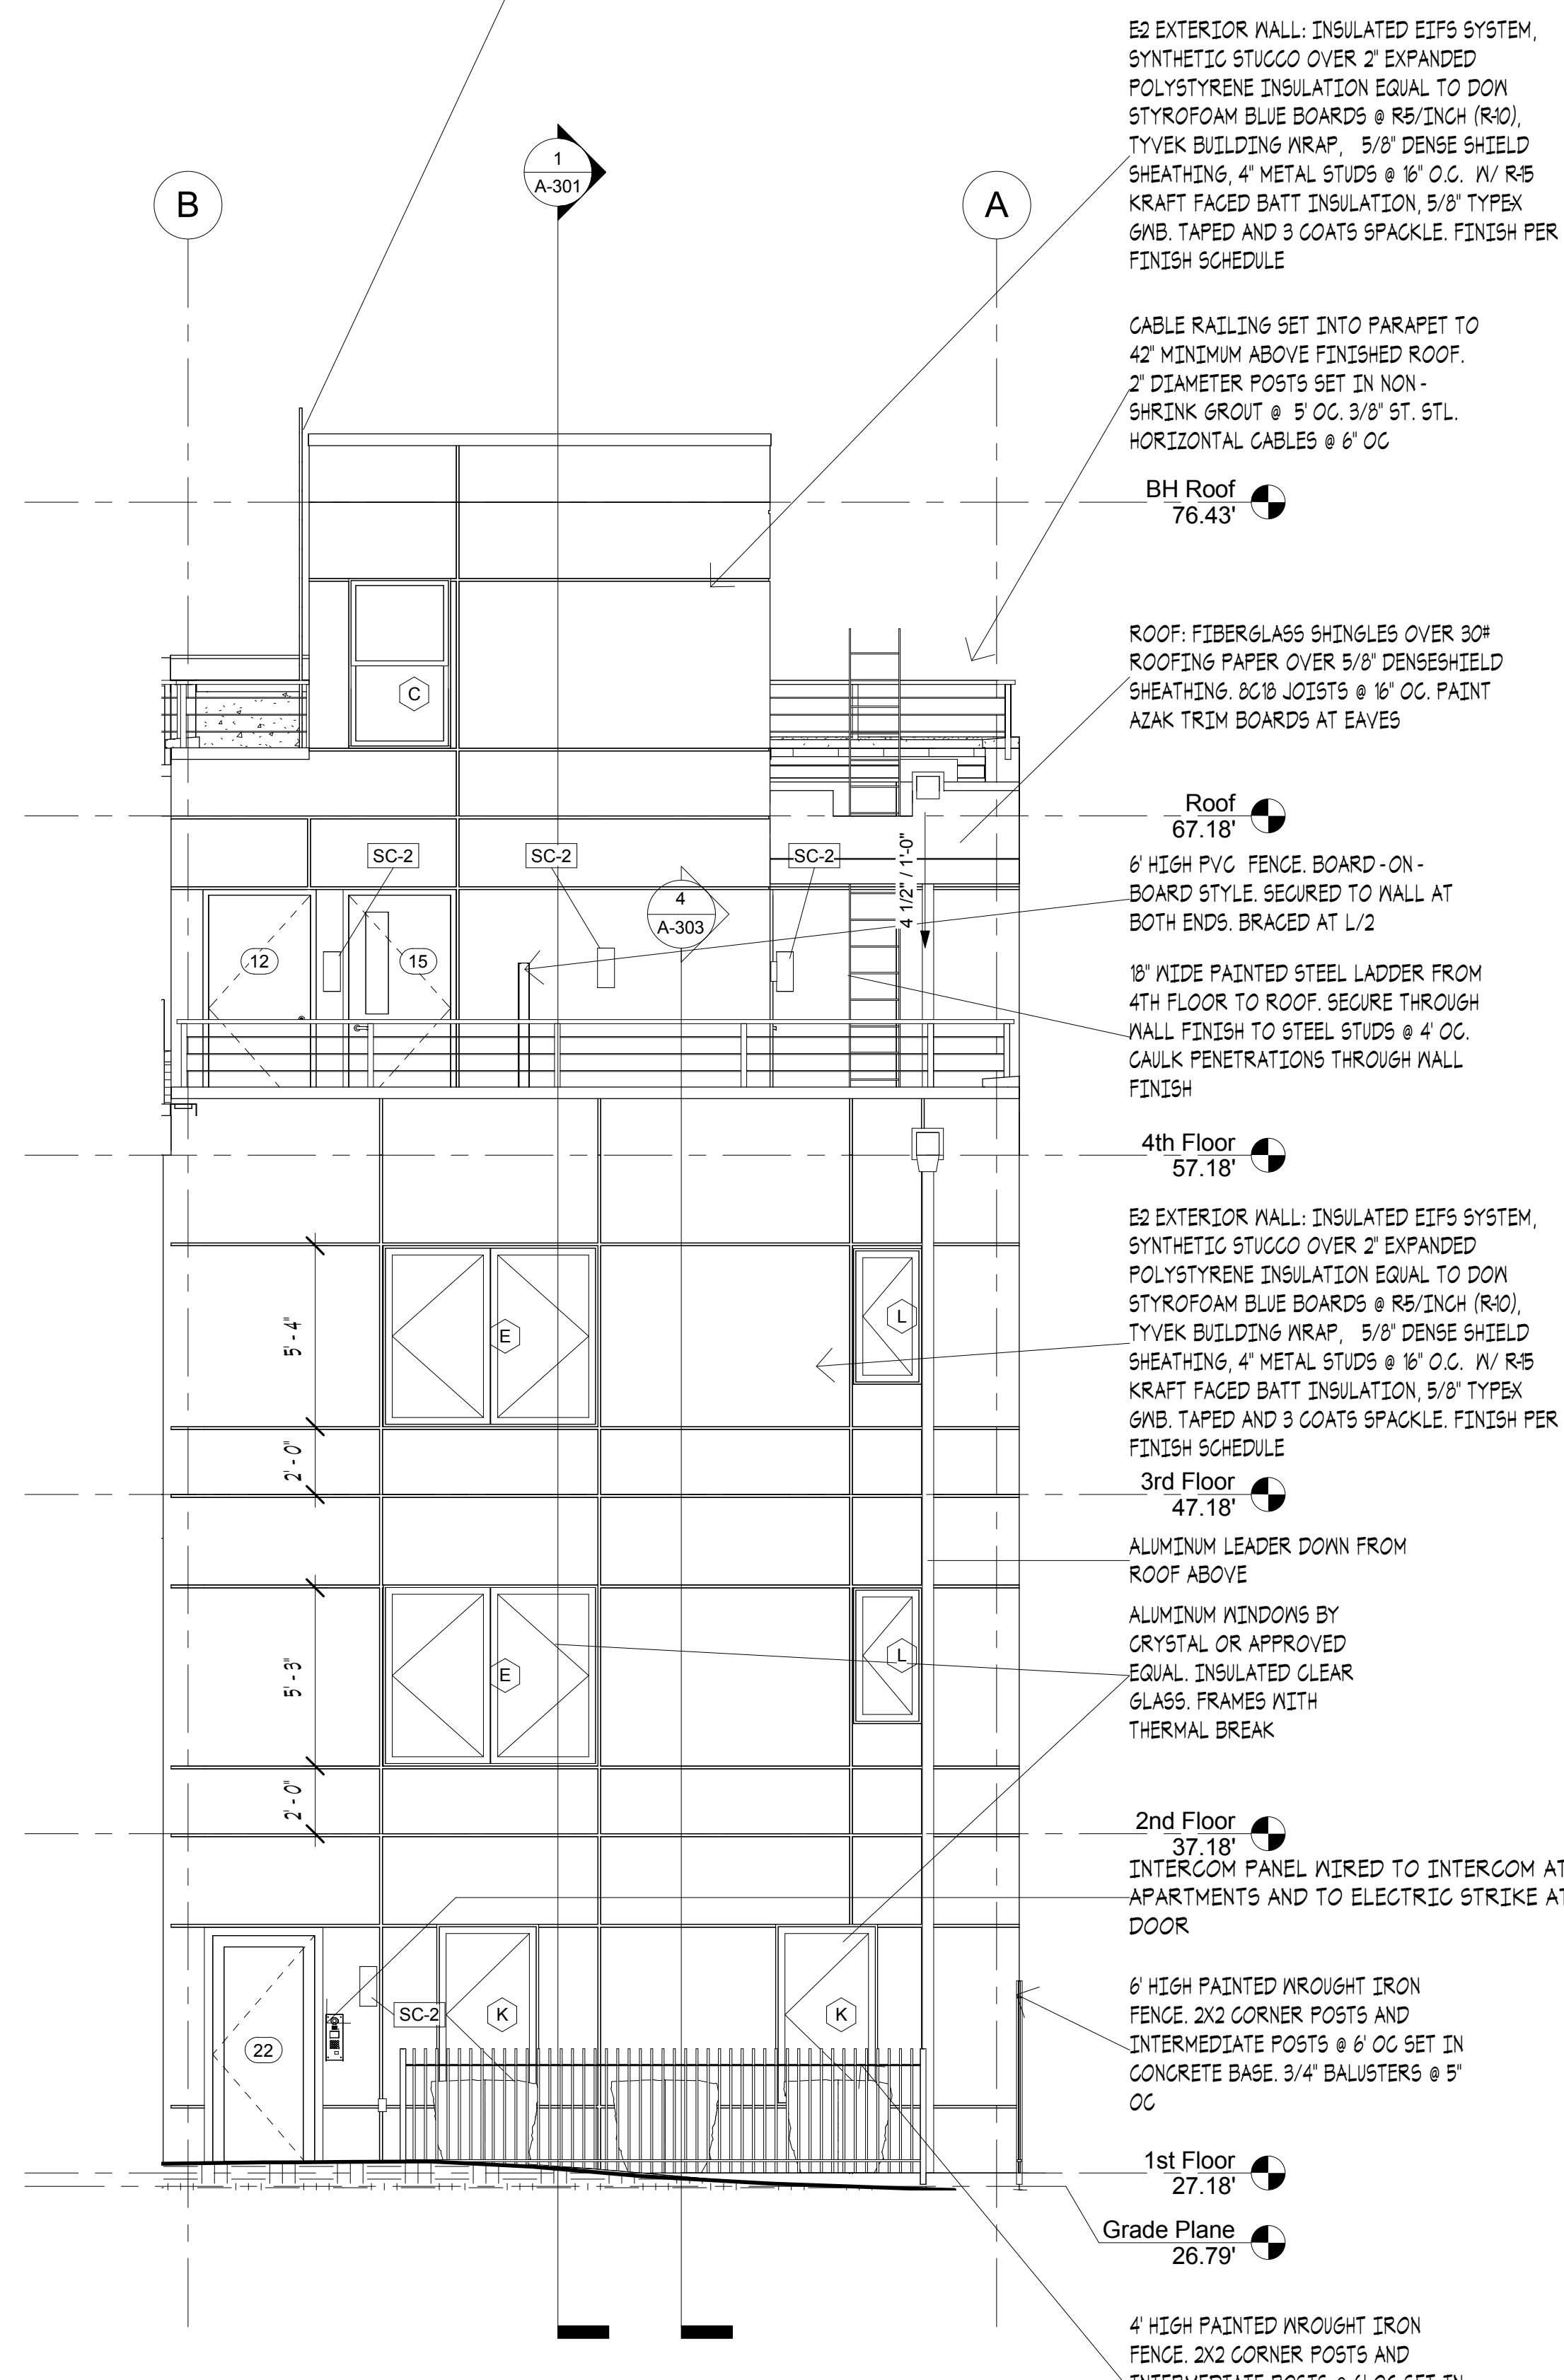 E-2 EXTERIOR WALL: INSULATED EIFS SYSTEM,
SYNTHETIC STUCCO OVER 2" EXPANDED
POLYSTYRENE INSULATION EQUAL TO DOW
STYROFOAM BLUE BOARDS @ R-5/INCH (R-10),
TYVEK BUILDING WRAP, 5/8" DENSE SHIELD
SHEATHING, 4" METAL STUDS @ 16" O.C. W/ R-15
KRAFT FACED BATT INSULATION, 5/8" TYPE-X
GWB. TAPED AND 3 COATS SPACKLE. FINISH PER
FINISH SCHEDULE
1
A-301
B
A
CABLE RAILING SET INTO PARAPET TO
42" MINIMUM ABOVE FINISHED ROOF.
2" DIAMETER POSTS SET IN NON-
SHRINK GROUT @ 5' OC. 3/8" ST. STL.
HORIZONTAL CABLES @ 6" OC
BH Roof
76.43'
ROOF: FIBERGLASS SHINGLES OVER 30#
ROOFING PAPER OVER 5/8" DENSESHIELD
SHEATHING. 8C18 JOISTS @ 16" OC. PAINT
AZAK TRIM BOARDS AT EAVES
C
Roof
67.18'
SC-2
SC-2
SC-2
4 1/2" / 1'-0"
4
A-303
12
15
6' HIGH PVC FENCE. BOARD-ON-
BOARD STYLE. SECURED TO WALL AT
BOTH ENDS. BRACED AT L/2
18" WIDE PAINTED STEEL LADDER FROM
4TH FLOOR TO ROOF. SECURE THROUGH
WALL FINISH TO STEEL STUDS @ 4' OC.
CAULK PENETRATIONS THROUGH WALL
FINISH
4th Floor
57.18'
E-2 EXTERIOR WALL: INSULATED EIFS SYSTEM,
SYNTHETIC STUCCO OVER 2" EXPANDED
POLYSTYRENE INSULATION EQUAL TO DOW
STYROFOAM BLUE BOARDS @ R-5/INCH (R-10),
TYVEK BUILDING WRAP, 5/8" DENSE SHIELD
SHEATHING, 4" METAL STUDS @ 16" O.C. W/ R-15
KRAFT FACED BATT INSULATION, 5/8" TYPE-X
GWB. TAPED AND 3 COATS SPACKLE. FINISH PER
FINISH SCHEDULE
5' - 4"
E
L
2' - 0"
3rd Floor
47.18'
ALUMINUM LEADER DOWN FROM
ROOF ABOVE
ALUMINUM WINDOWS BY
CRYSTAL OR APPROVED
EQUAL. INSULATED CLEAR
GLASS. FRAMES WITH
THERMAL BREAK
5' - 3"
E
L
2' - 0"
2nd Floor
37.18'
INTERCOM PANEL WIRED TO INTERCOM AT
APARTMENTS AND TO ELECTRIC STRIKE AT
DOOR
22
SC-2
K
K
6' HIGH PAINTED WROUGHT IRON
FENCE. 2X2 CORNER POSTS AND
INTERMEDIATE POSTS @ 6' OC SET IN
CONCRETE BASE. 3/4" BALUSTERS @ 5"
OC
1st Floor
27.18'
Grade Plane
26.79'
4' HIGH PAINTED WROUGHT IRON
FENCE. 2X2 CORNER POSTS AND
INTERMEDIATE POSTS @ 6' OC SET IN